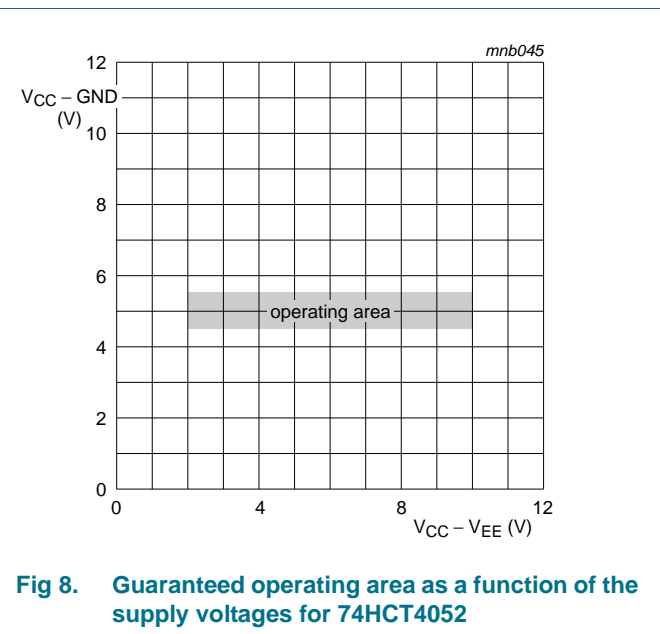 mnb045
12
VCC – GND
(V)
10
8
6
operating area
4
2
0
0 4 8 12
VCC – VEE (V)
Fig 8. Guaranteed operating area as a function of the
supply voltages for 74HCT4052